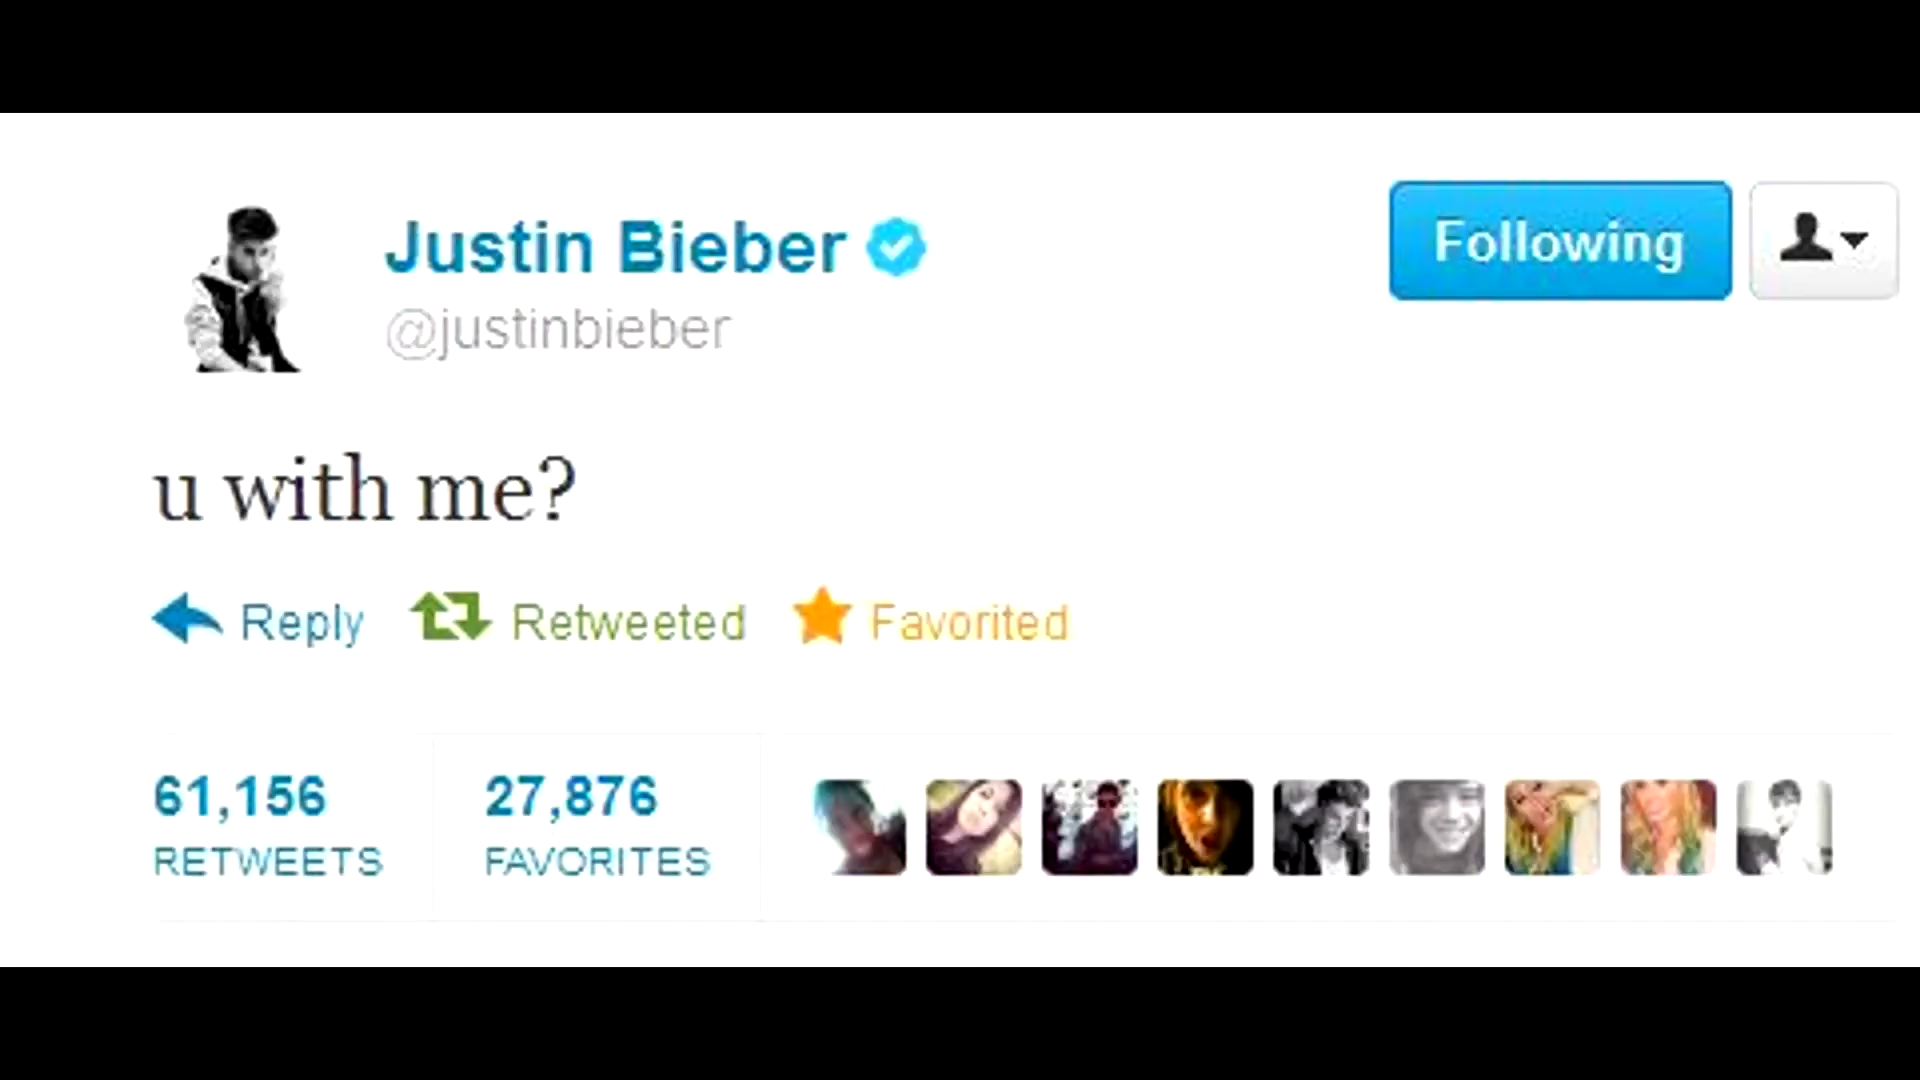 Justin Bieber
@justinbieber
Following
u with me?
Reply Retweeted Favorited
61,156 27,876
RETWEETS FAVORITES